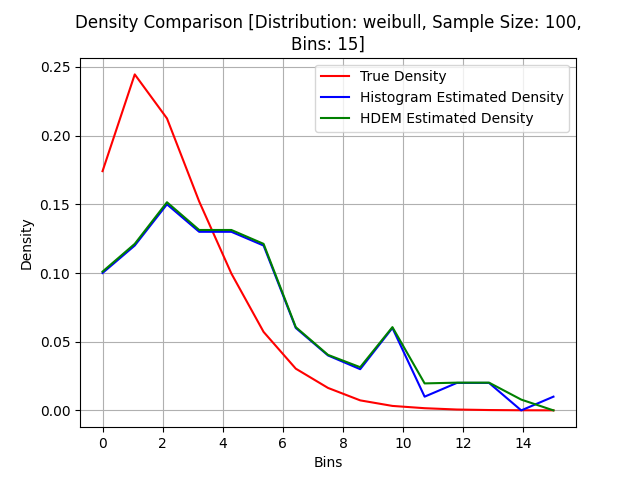 Density Comparison [Distribution: weibull, Sample Size: 100,
Bins: 15]
True Density
Histogram Estimated Density
HDEM Estimated Density
Density
0.25
0.20
0.15
0.10
0.05
0.00
0 2 4 6 8 10 12 14
Bins